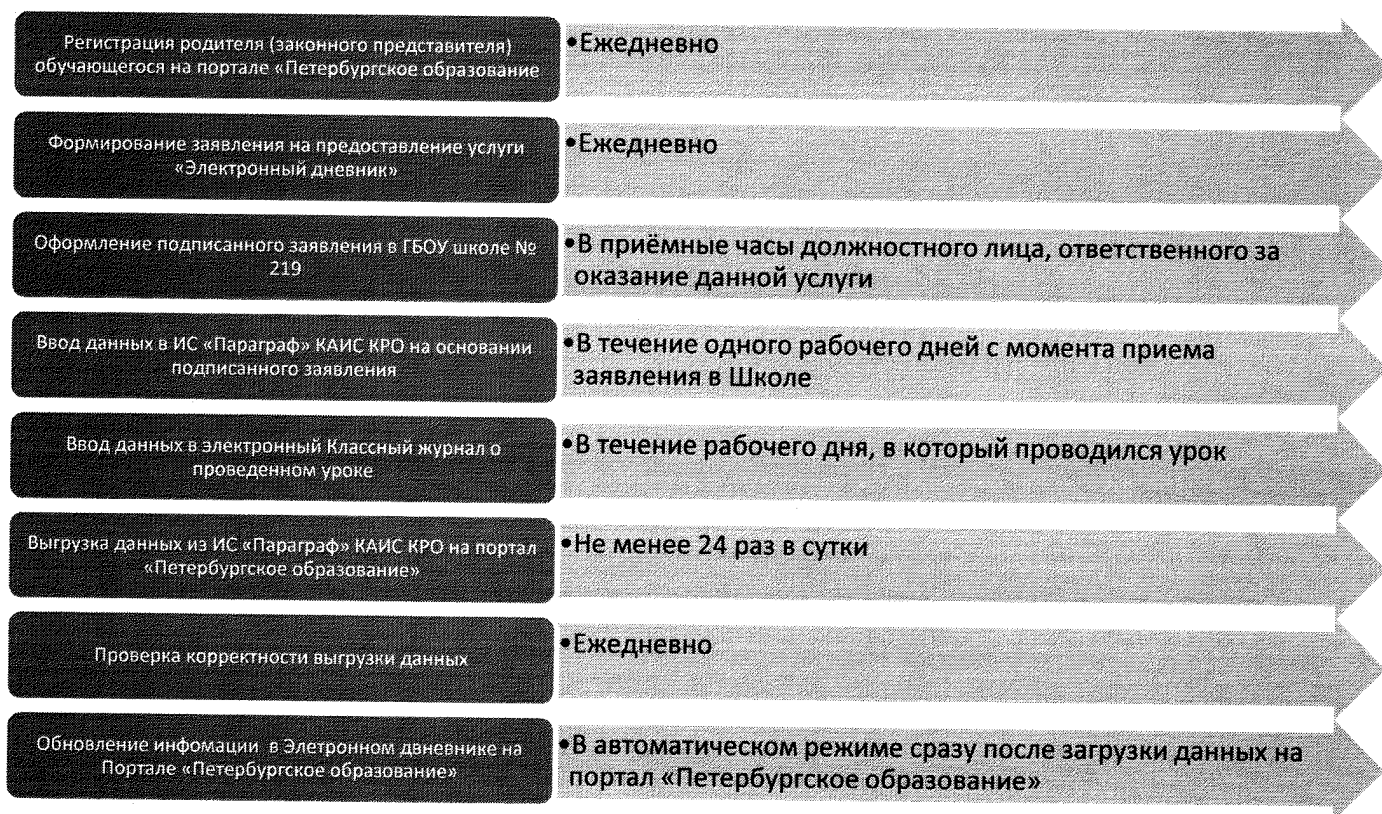 Регистрация родителя (законного представителя)
обучающегося на портале «Петербургское образование
•Ежедневно
Формирование заявления на предоставление услуги
«Электронный дневник»
•Ежедневно
Оформление подписанного заявления в ГБОУ школе №
219
•В приёмные часы должностного лица, ответственного за
оказание данной услуги
Ввод данных в ИС «Параграф» КАИС КРО на основании
подписанного заявления
•В течение одного рабочего дней с момента приема
заявления в Школе
Ввод данных в электронный Классный журнал о
проведенном уроке
•В течение рабочего дня, в который проводился урок
Выгрузка данных из ИС «Параграф» КАИС КРО на портал
«Петербургское образование»
•Не менее 24 раз в сутки
Проверка корректности выгрузки данных
•Ежедневно
Обновление инфомации в Элетронном двневнике на
Портале «Петербургское образование»
•В автоматическом режиме сразу после загрузки данных на
портал «Петербургское образование»